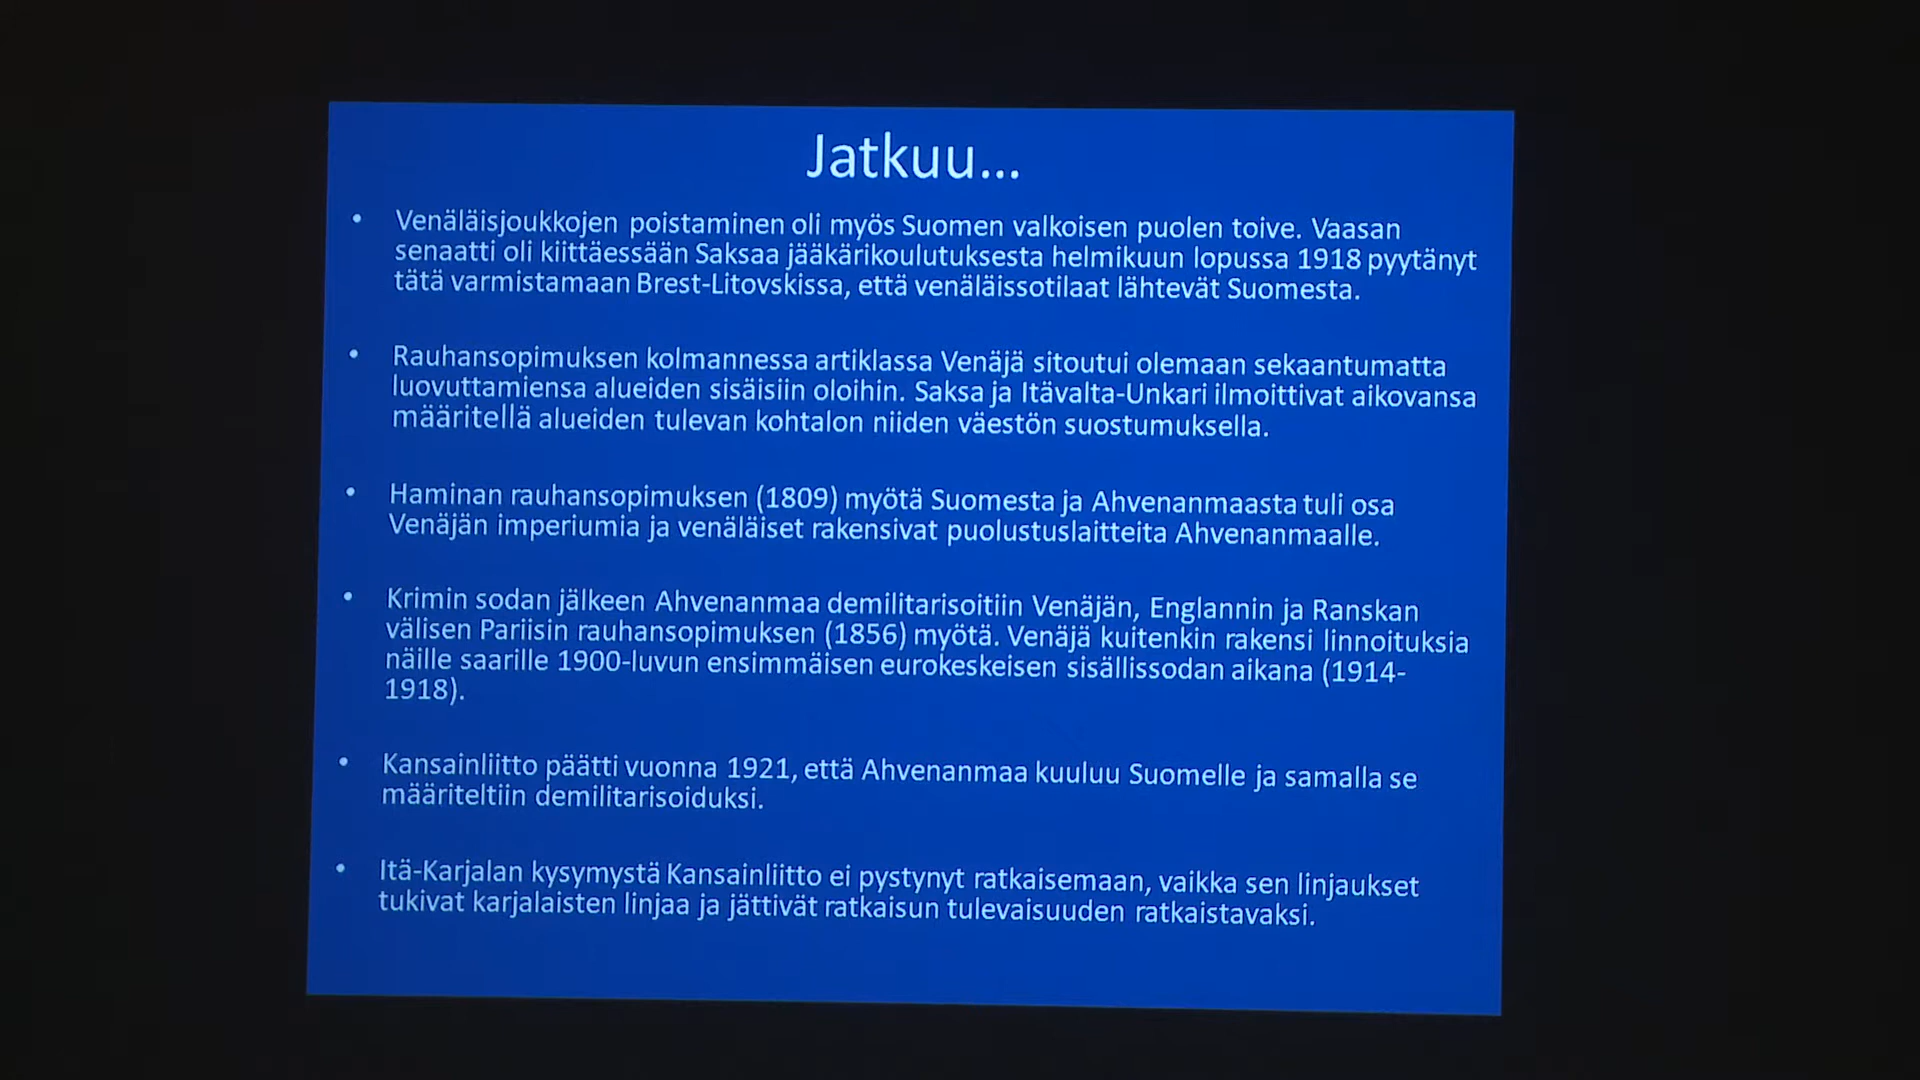 Jatkuu...
• Venäläisjoukkojen poistaminen oli myös Suomen valkoisen puolen toive. Vaasan
senaatti oli kiittäessään Saksaa jääkärikoulutuksesta helmikuun lopussa 1918 pyytänyt
tätä varmistamaan Brest-Litovskissa, että venäläissotilaat lähtevät Suomesta.
• Rauhansopimuksen kolmannessa artiklassa Venäjä sitoutui olemaan sekaantumatta
luovuttamiensa alueiden sisäisiin oloihin. Saksa ja Itävalta-Unkari ilmoittivat aikovansa
määritellä alueiden tulevan kohtalon niiden väestön suostumuksella.
• Haminan rauhansopimuksen (1809) myötä Suomesta ja Ahvenanmaasta tuli osa
Venäjän imperiumia ja venäläiset rakensivat puolustuslaitteita Ahvenanmaalle.
• Krimin sodan jälkeen Ahvenanmaa demilitarisoitiin Venäjän, Englannin ja Ranskan
välisen Pariisin rauhansopimuksen (1856) myötä. Venäjä kuitenkin rakensi linnoituksia
näille saarille 1900-luvun ensimmäisen eurokeskeisen sisällissodan aikana (1914-
1918).
• Kansainliitto päätti vuonna 1921, että Ahvenanmaa kuuluu Suomelle ja samalla se
määriteltiin demilitarisoiduksi.
• Itä-Karjalan kysymystä Kansainliitto ei pystynyt ratkaisemaan, vaikka sen linjaukset
tukivat karjalaisten linjaa ja jättivät ratkaisun tulevaisuuden ratkaistavaksi.